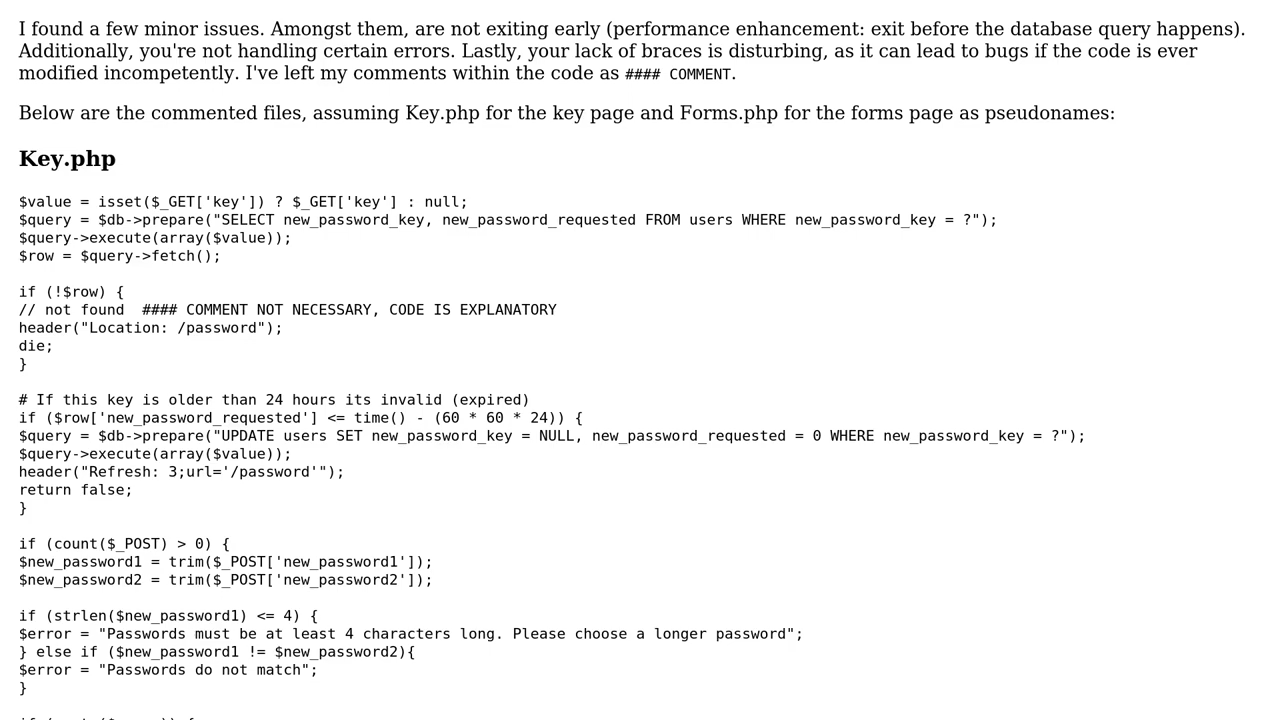 I found a few minor issues. Amongst them, are not exiting early (performance enhancement: exit before the database query happens).
Additionally, you're not handling certain errors. Lastly, your lack of braces is disturbing, as it can lead to bugs if the code is ever
modified incompetently. I've left my comments within the code as #### COMMENT.
Below are the commented files, assuming Key.php for the key page and Forms.php for the forms page as pseudonames:
Key.php
$value = isset($_GET['key']) ? $_GET['key'] : null;
$query = $db->prepare("SELECT new_password_key, new_password_requested FROM users WHERE new_password_key = ?");
$query->execute(array($value));
$row = $query->fetch();
if (!$row) {
// not found  #### COMMENT NOT NECESSARY, CODE IS EXPLANATORY
header("Location: /password");
die;
}
# If this key is older than 24 hours its invalid (expired)
if ($row['new_password_requested'] <= time() - (60 * 60 * 24)) {
$query = $db->prepare("UPDATE users SET new_password_key = NULL, new_password_requested = 0 WHERE new_password_key = ?");
$query->execute(array($value));
header("Refresh: 3;url='/password'");
return false;
}
if (count($_POST) > 0) {
$new_password1 = trim($_POST['new_password1']);
$new_password2 = trim($_POST['new_password2']);
if (strlen($new_password1) <= 4) {
$error = "Passwords must be at least 4 characters long. Please choose a longer password";
} else if ($new_password1 != $new_password2){
$error = "Passwords do not match";
}